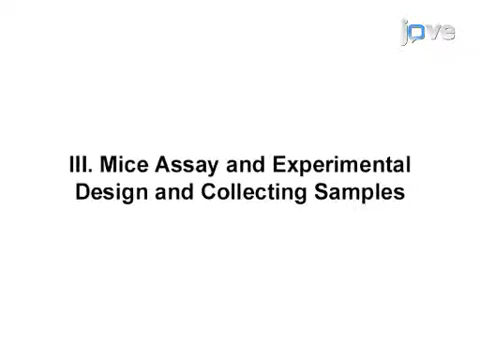 jove
III. Mice Assay and Experimental
Design and Collecting Samples